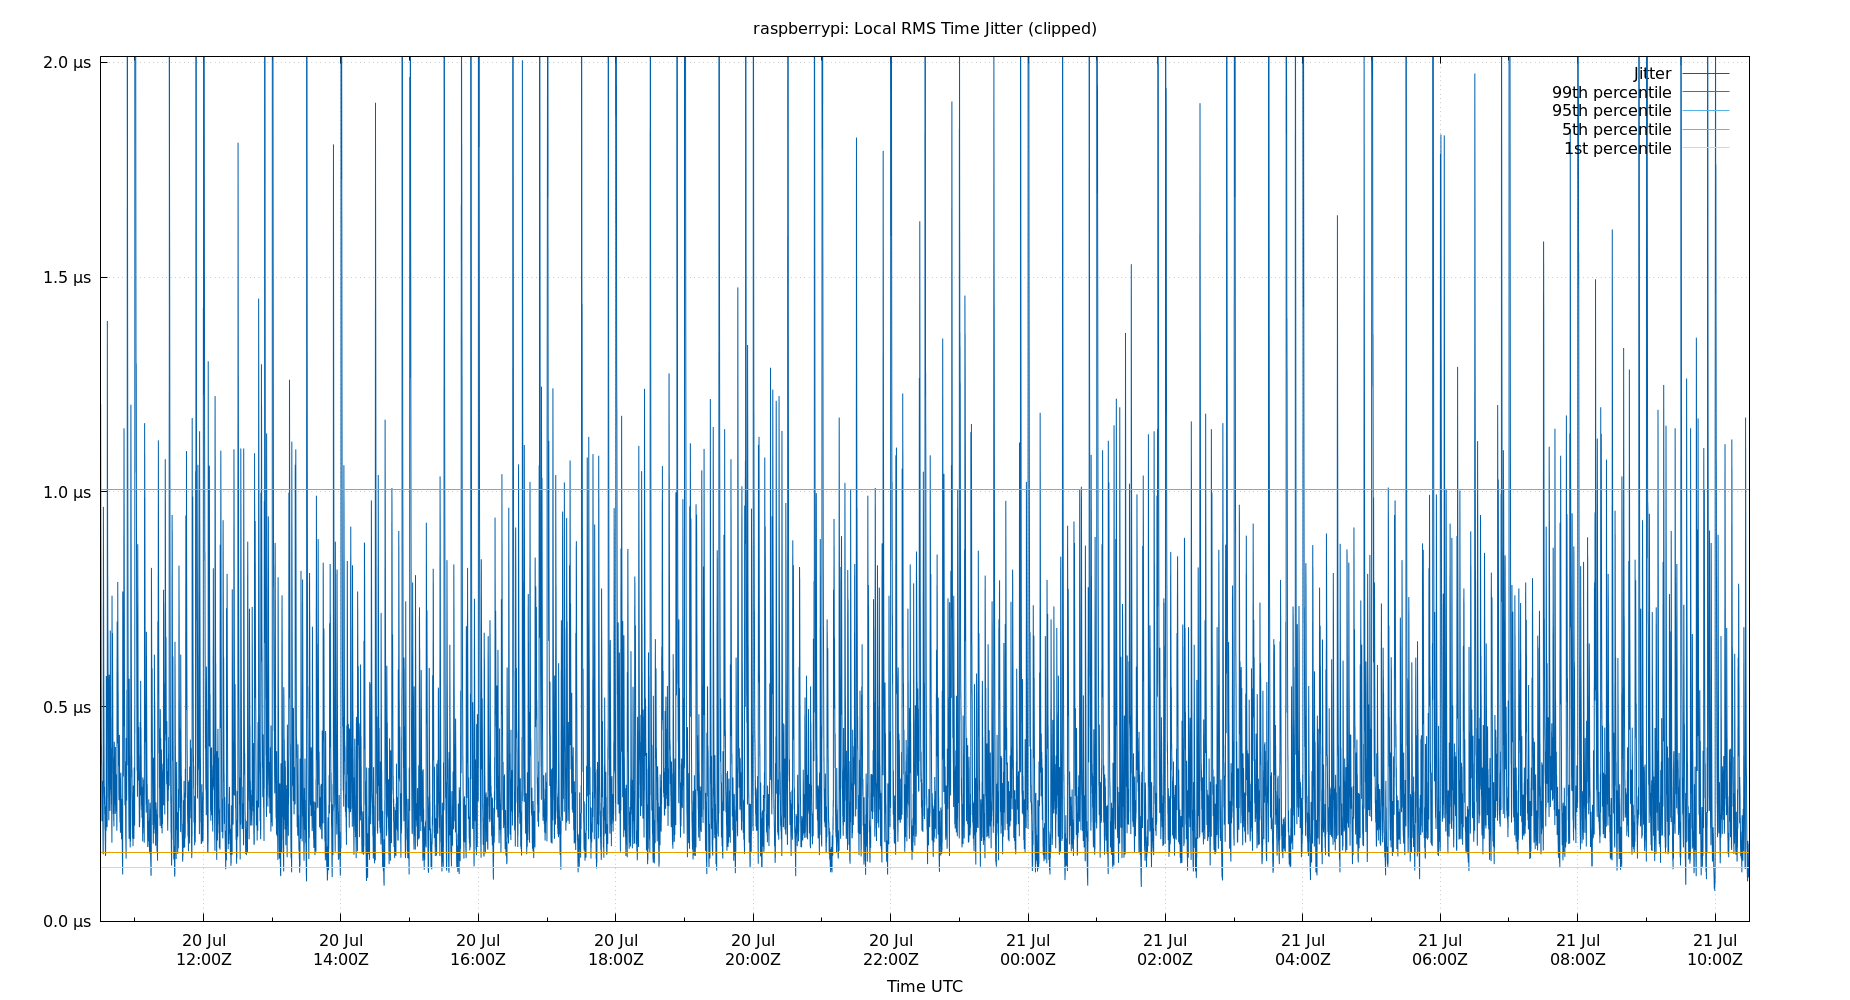 raspberrypi: Local RMS Time Jitter (clipped)
2.0 µs
1.5 µs
1.0 µs
0.5 µs
0.0 µs
Jitter
99th percentile
95th percentile
5th percentile
1st percentile
20 Jul 20 Jul 20 Jul 20 Jul 20 Jul 20 Jul 21 Jul 21 Jul 21 Jul 21 Jul 21 Jul 21 Jul
12:00Z 14:00Z 16:00Z 18:00Z 20:00Z 22:00Z 00:00Z 02:00Z 04:00Z 06:00Z 08:00Z 10:00Z
Time UTC